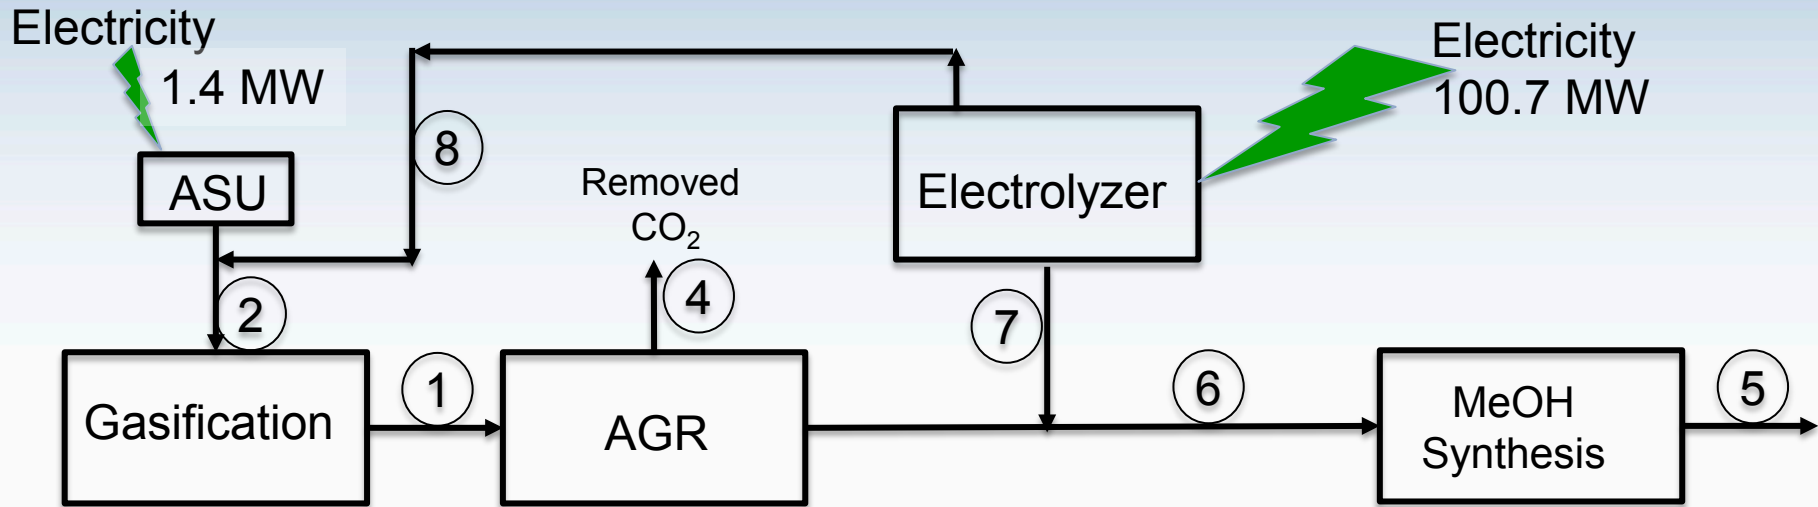 Electricity
1.4 MW
ASU
8
Removed
CO₂
4
Electrolyzer
Electricity
100.7 MW
2
7
Gasification
1
AGR
6
MeOH
Synthesis
5